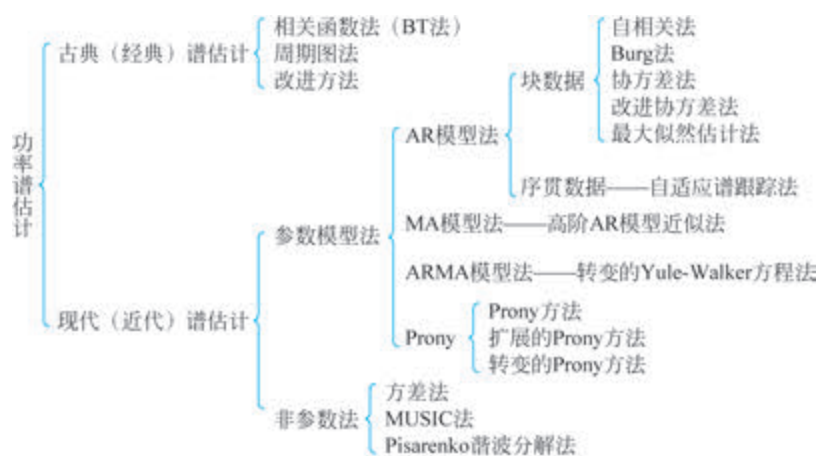 功率谱估计
古典（经典）谱估计
相关函数法（BT法）
周期图法
改进方法
现代（近代）谱估计
参数模型法
AR模型法
块数据
自相关法
Burg法
协方差法
改进协方差法
最大似然估计法
序贯数据——自适应谱跟踪法
MA模型法——高阶AR模型近似法
ARMA模型法——转变的Yule-Walker方程法
Prony
Prony方法
扩展的Prony方法
转变的Prony方法
非参数法
方差法
MUSIC法
Pisarenko谐波分解法